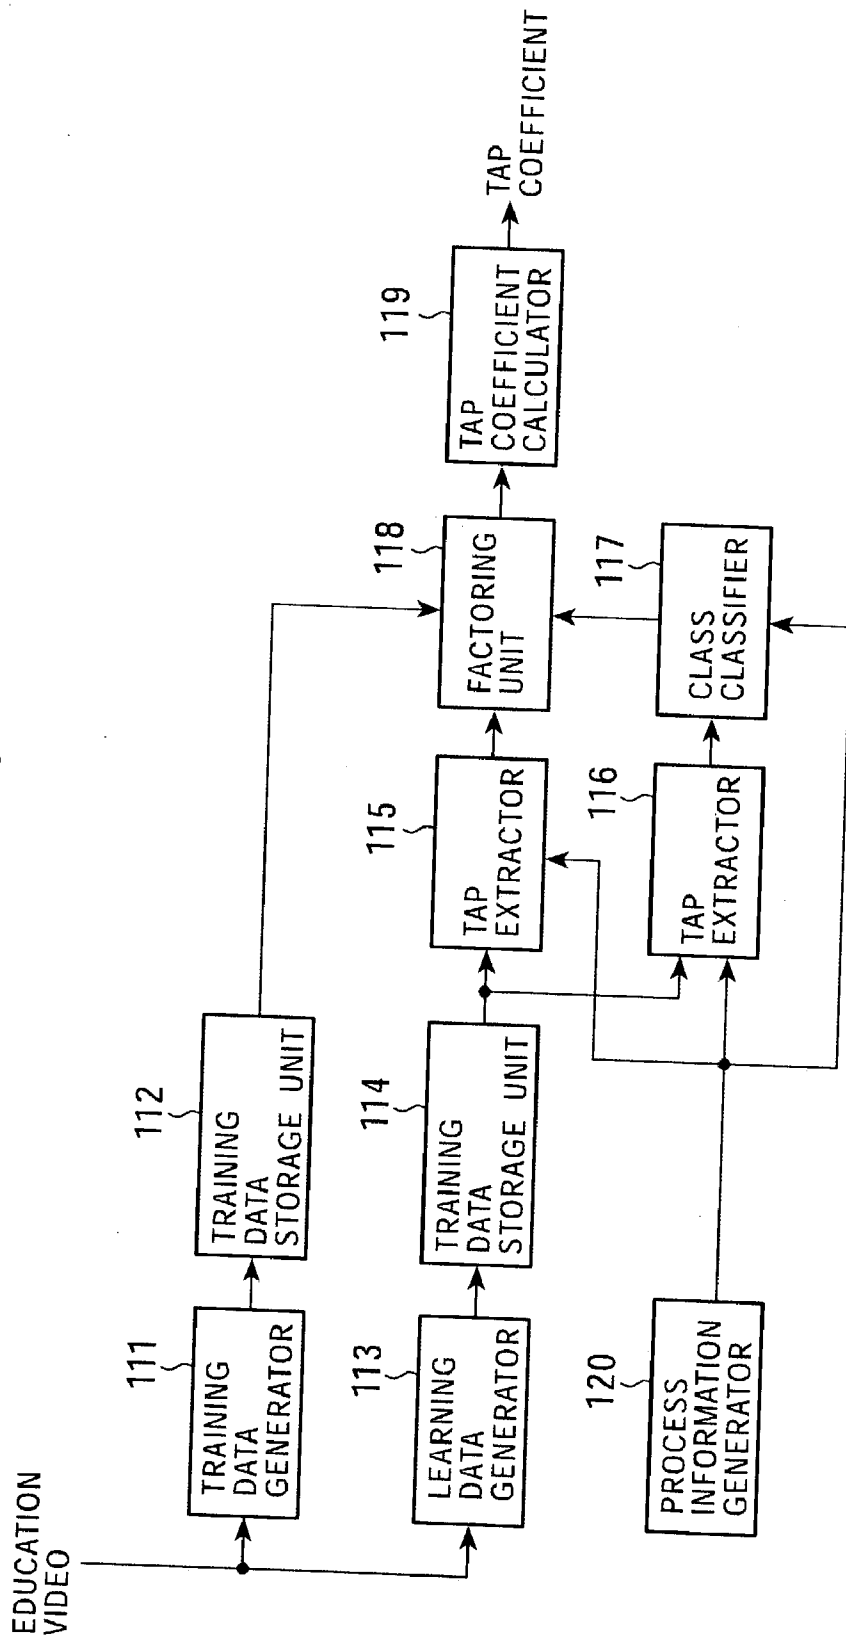 EDUCATION
VIDEO
111
TRAINING
DATA
GENERATOR
112
TRAINING
DATA
STORAGE UNIT
113
LEARNING
DATA
GENERATOR
114
TRAINING
DATA
STORAGE UNIT
115
TAP
EXTRACTOR
118
FACTORING
UNIT
119
TAP
COEFFICIENT
CALCULATOR
TAP
COEFFICIENT
120
PROCESS
INFORMATION
GENERATOR
116
TAP
EXTRACTOR
117
CLASS
CLASSIFIER